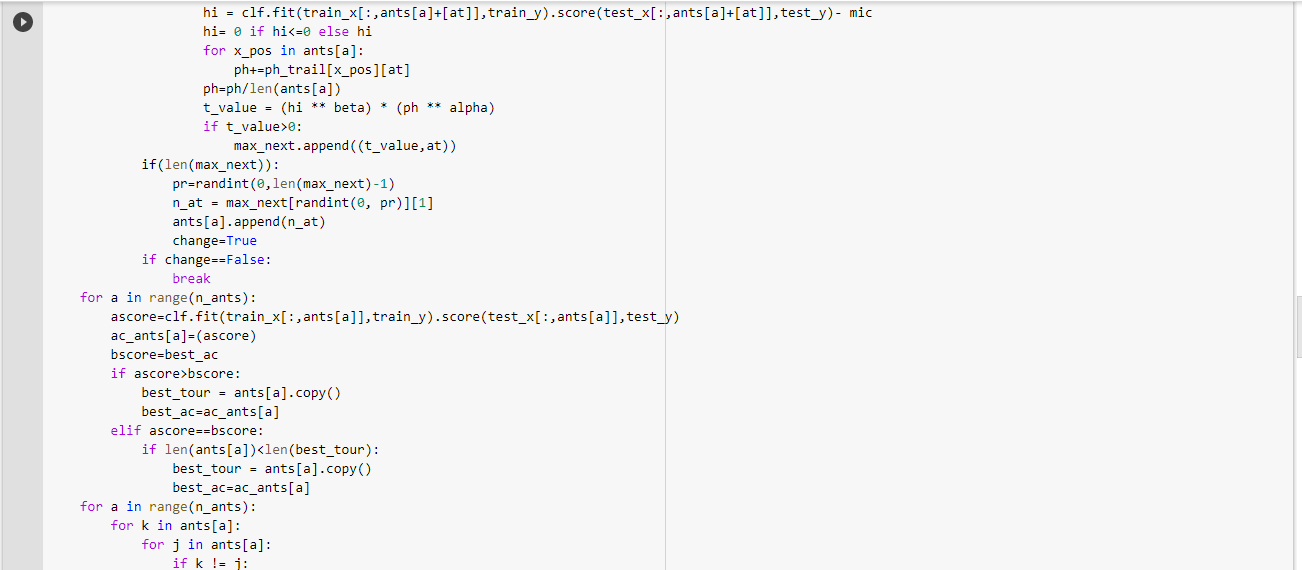 hi = clf.fit(train_x[:,ants[a]+[at]],train_y).score(test_x[:,ants[a]+[at]],test_y)- mic
hi= 0 if hi<=0 else hi
for x_pos in ants[a]:
ph+=ph_trail[x_pos][at]
ph=ph/len(ants[a])
t_value = (hi ** beta) * (ph ** alpha)
if t_value>0:
max_next.append((t_value,at))
if(len(max_next)):
pr=randint(0,len(max_next)-1)
n_at = max_next[randint(0, pr)][1]
ants[a].append(n_at)
change=True
if change==False:
break
for a in range(n_ants):
ascore=clf.fit(train_x[:,ants[a]],train_y).score(test_x[:,ants[a]],test_y)
ac_ants[a]=(ascore)
bscore=best_ac
if ascore>bscore:
best_tour = ants[a].copy()
best_ac=ac_ants[a]
elif ascore==bscore:
if len(ants[a])<len(best_tour):
best_tour = ants[a].copy()
best_ac=ac_ants[a]
for a in range(n_ants):
for k in ants[a]:
for j in ants[a]:
if k != j: